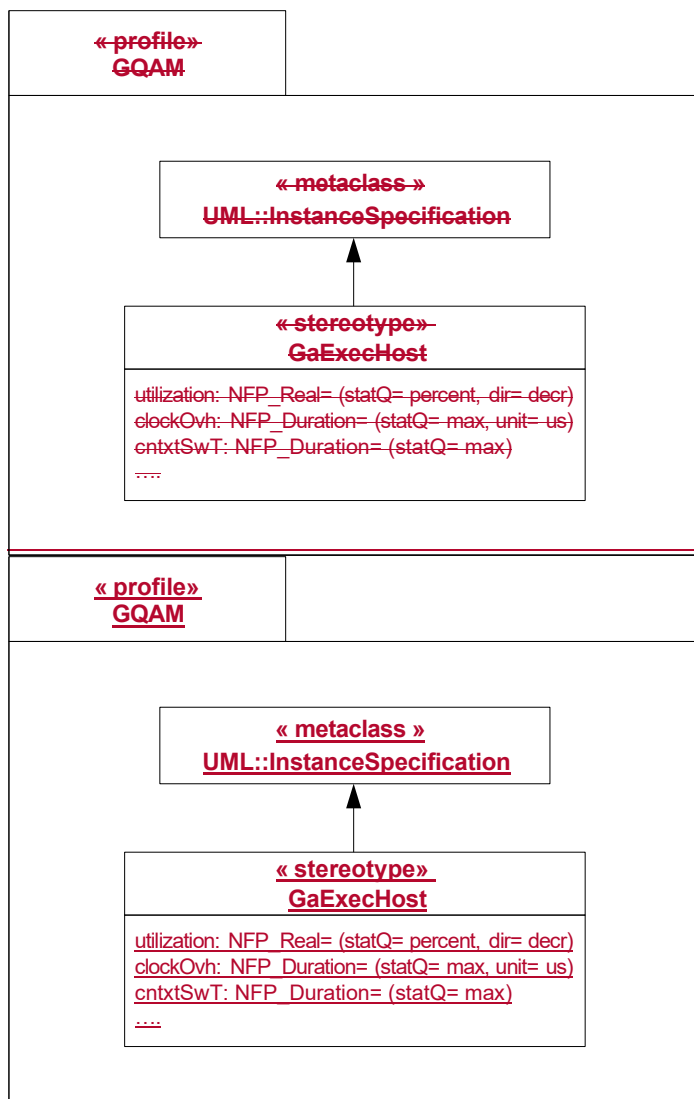 « profile»
GQAM
« metaclass »
UML::InstanceSpecification
« stereotype»
GaExecHost
utilization: NFP_Real= (statQ= percent, dir= decr)
clockOvh: NFP_Duration= (statQ= max, unit= us)
cntxtSwT: NFP_Duration= (statQ= max)
....
« profile»
GQAM
« metaclass »
UML::InstanceSpecification
« stereotype»
GaExecHost
utilization: NFP_Real= (statQ= percent, dir= decr)
clockOvh: NFP_Duration= (statQ= max, unit= us)
cntxtSwT: NFP_Duration= (statQ= max)
....